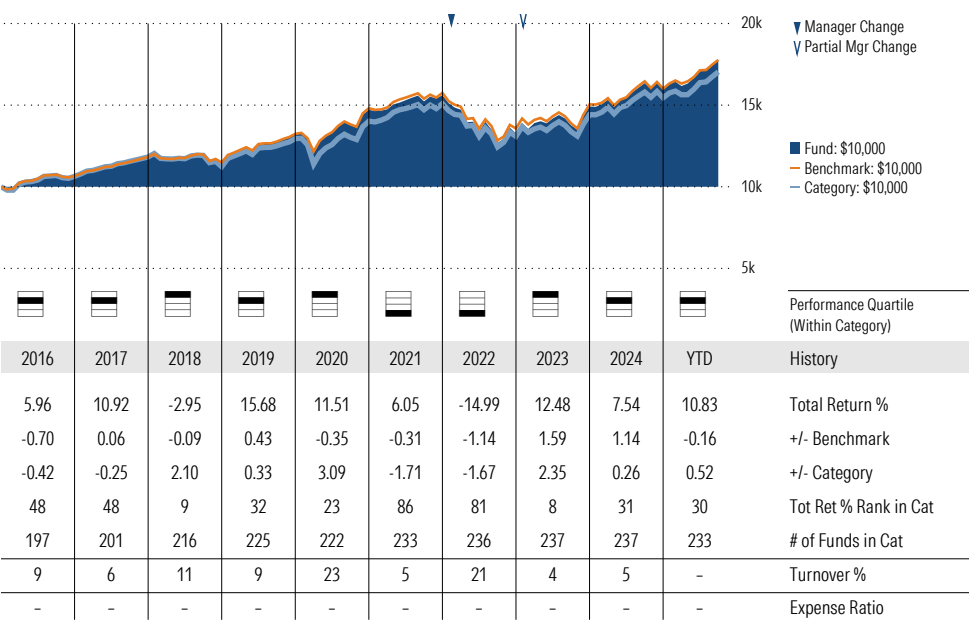 20k
▼ Manager Change
∨ Partial Mgr Change
15k
Fund: $10,000
Benchmark: $10,000
10k
Category: $10,000
5k
Performance Quartile
(Within Category)
2016 2017 2018 2019 2020 2021 2022 2023 2024 YTD History
5.96 10.92 -2.95 15.68 11.51 6.05 -14.99 12.48 7.54 10.83 Total Return %
-0.70 0.06 -0.09 0.43 -0.35 -0.31 -1.14 1.59 1.14 -0.16 +/- Benchmark
-0.42 -0.25 2.10 0.33 3.09 -1.71 -1.67 2.35 0.26 0.52 +/- Category
48 48 9 32 23 86 81 8 31 30 Tot Ret % Rank in Cat
197 201 216 225 222 233 236 237 237 233 # of Funds in Cat
9 6 11 9 23 5 21 4 5 – Turnover %
– – – – – – – – – – Expense Ratio